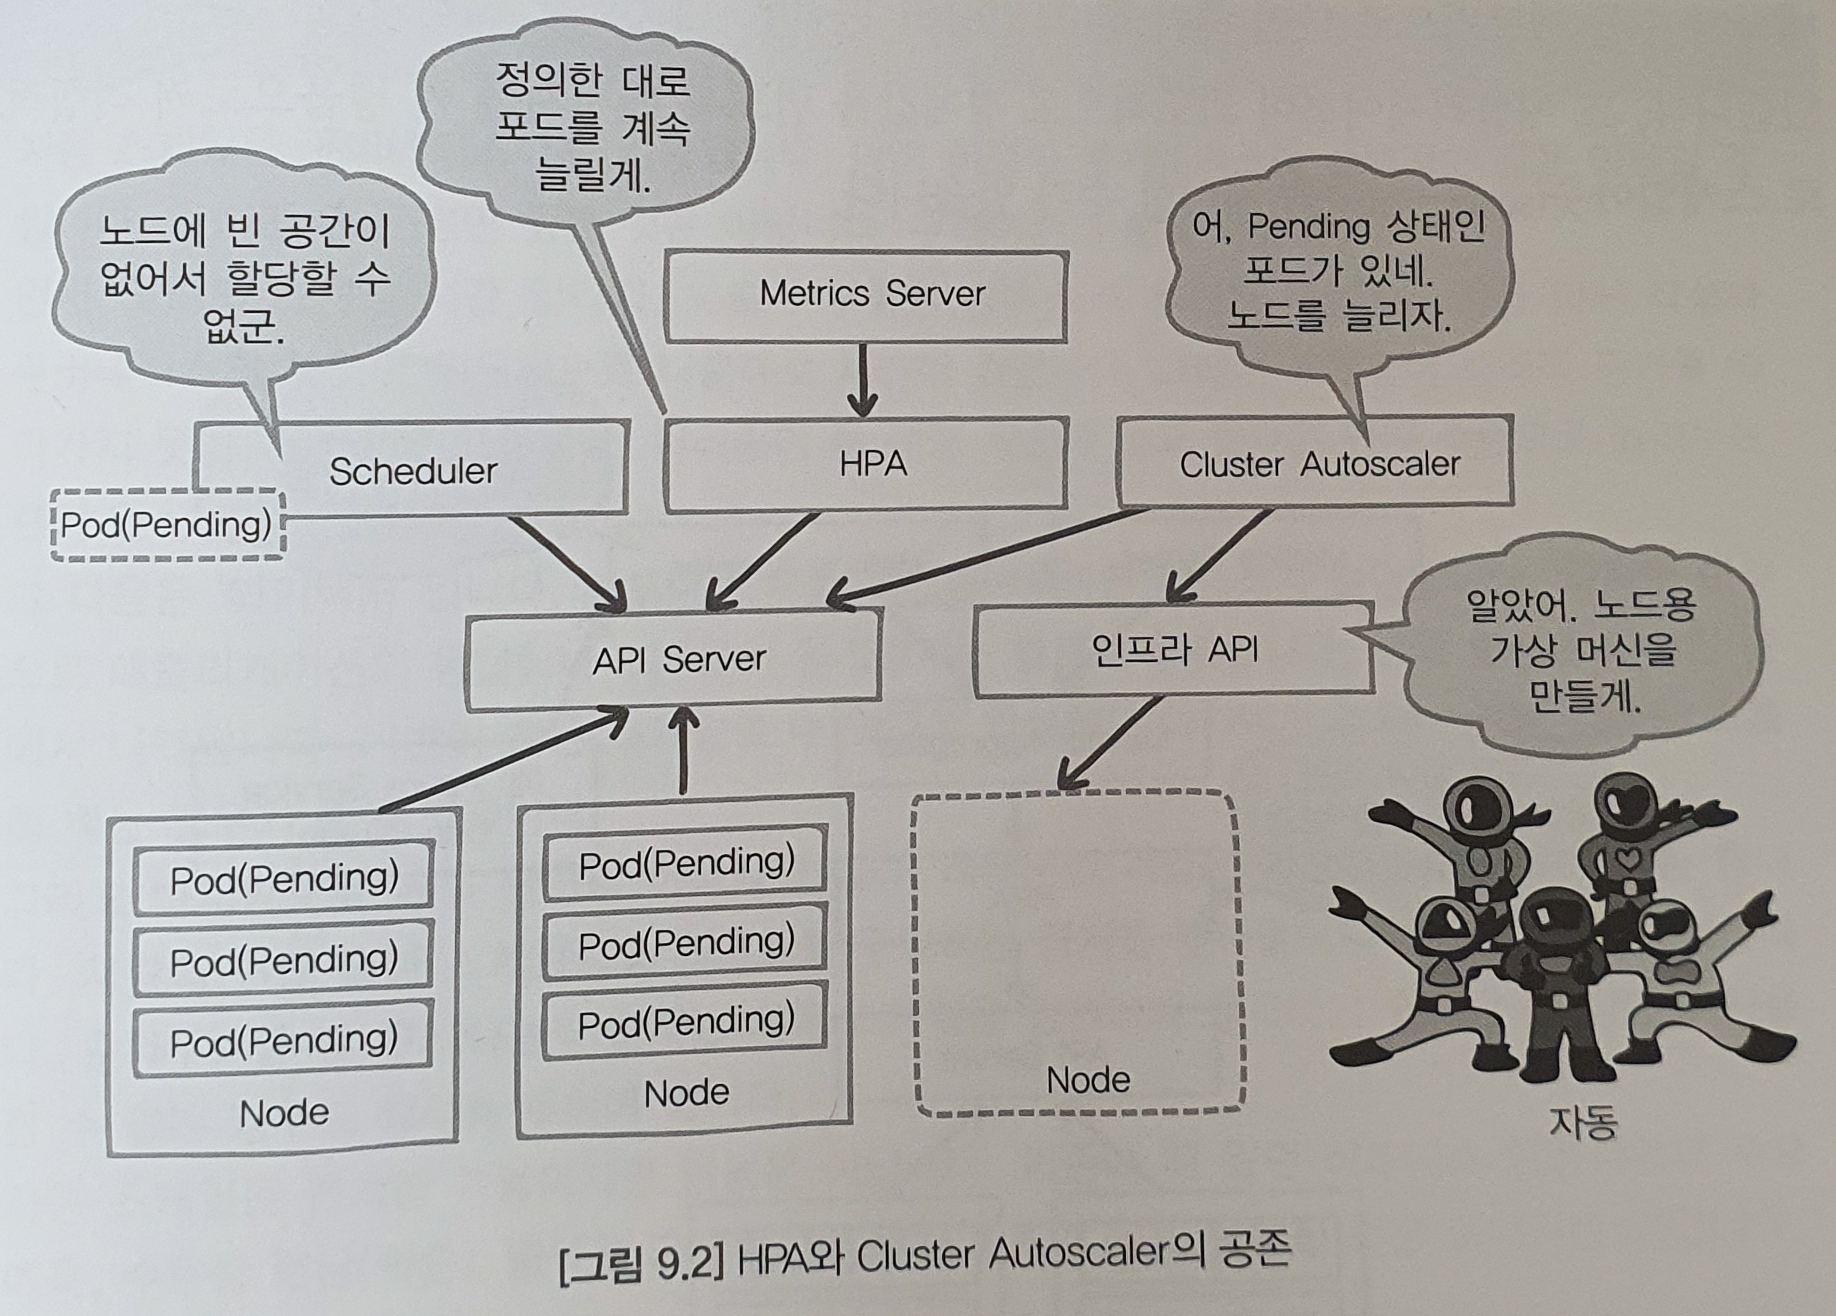 정의한 대로
포드를 계속
늘릴게.
노드에 빈 공간이
없어서 할당할 수
없군.
어, Pending 상태인
포드가 있네.
노드를 늘리자.
Metrics Server
Scheduler
HPA
Cluster Autoscaler
Pod(Pending)
API Server
인프라 API
알았어. 노드용
가상 머신을
만들게.
Pod(Pending)
Pod(Pending)
Pod(Pending)
Node
Pod(Pending)
Pod(Pending)
Pod(Pending)
Node
Node
자동
[그림 9.2] HPA와 Cluster Autoscaler의 공존